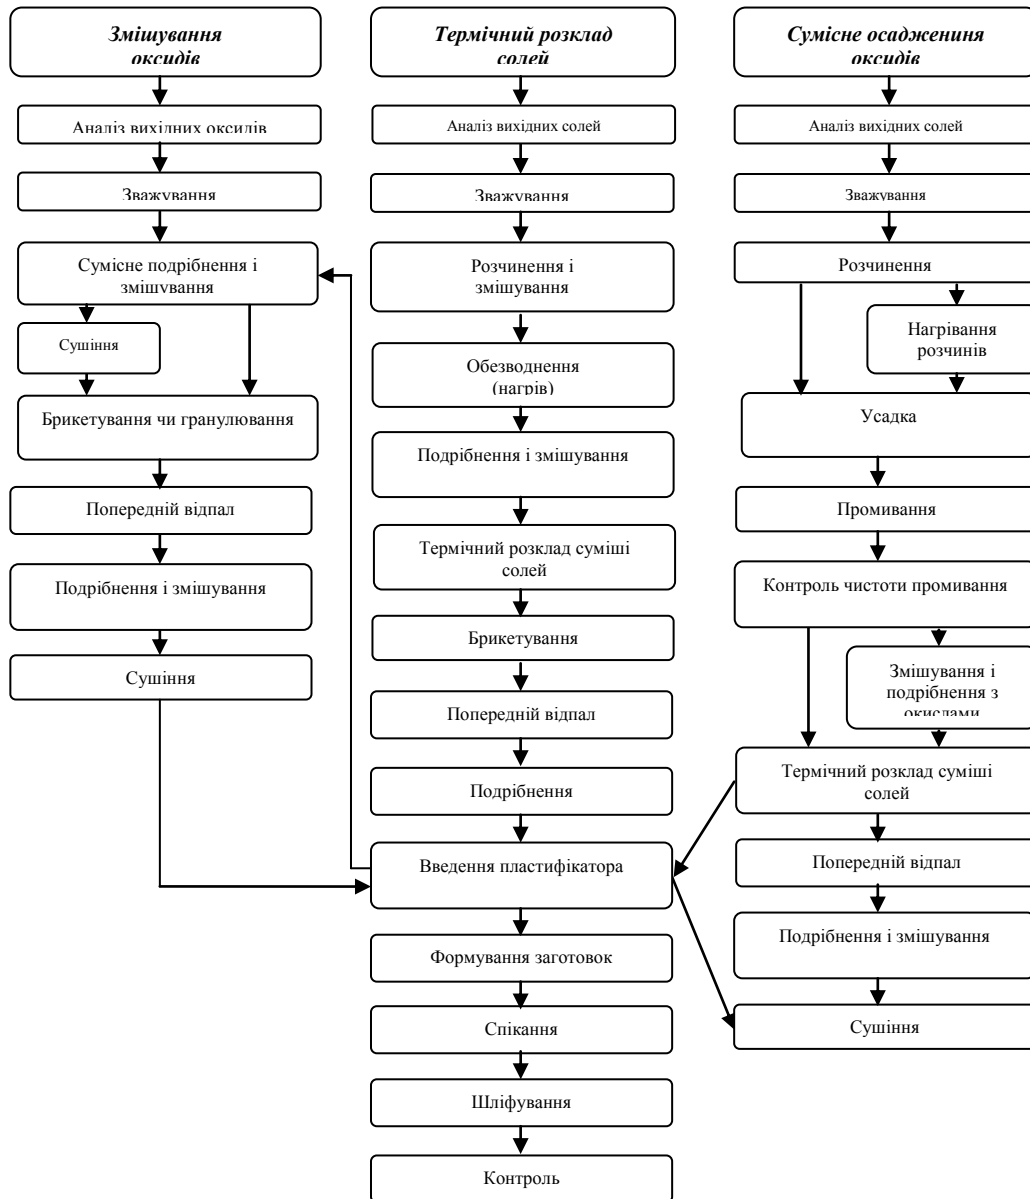 Змішування
оксидів
Аналіз вихідних оксидів
Зважування
Сумісне подрібнення і
змішування
Сушіння
Брикетування чи гранулювання
Попередній відпал
Подрібнення і змішування
Сушіння
Термічний розклад
солей
Аналіз вихідних солей
Зважування
Розчинення і
змішування
Обезводнення
(нагрів)
Подрібнення і змішування
Термічний розклад суміші
солей
Брикетування
Попередній відпал
Подрібнення
Введення пластифікатора
Формування заготовок
Спікання
Шліфування
Контроль
Сумісне осадженния
оксидів
Аналіз вихідних солей
Зважування
Розчинення
Нагрівання
розчинів
Усадка
Промивання
Контроль чистоти промивання
Змішування і
подрібнення з
окислами
Термічний розклад суміші
солей
Попередній відпал
Подрібнення і змішування
Сушіння